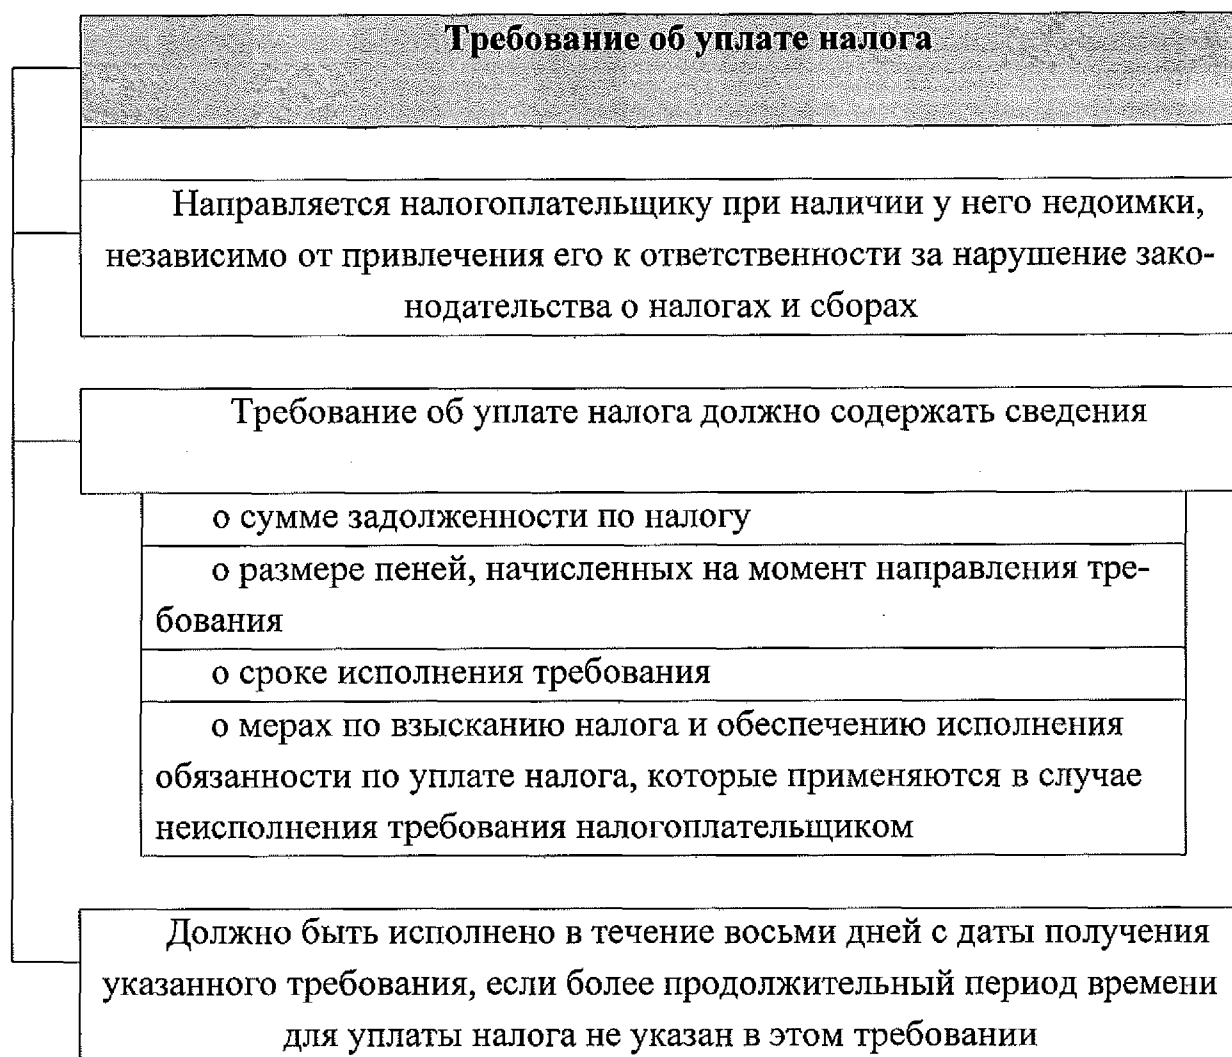 Требование об уплате налога
Направляется налогоплательщику при наличии у него недоимки,
независимо от привлечения его к ответственности за нарушение зако-
нодательства о налогах и сборах
Требование об уплате налога должно содержать сведения
о сумме задолженности по налогу
о размере пеней, начисленных на момент направления тре-
бования
о сроке исполнения требования
о мерах по взысканию налога и обеспечению исполнения
обязанности по уплате налога, которые применяются в случае
неисполнения требования налогоплательщиком
Должно быть исполнено в течение восьми дней с даты получения
указанного требования, если более продолжительный период времени
для уплаты налога не указан в этом требовании